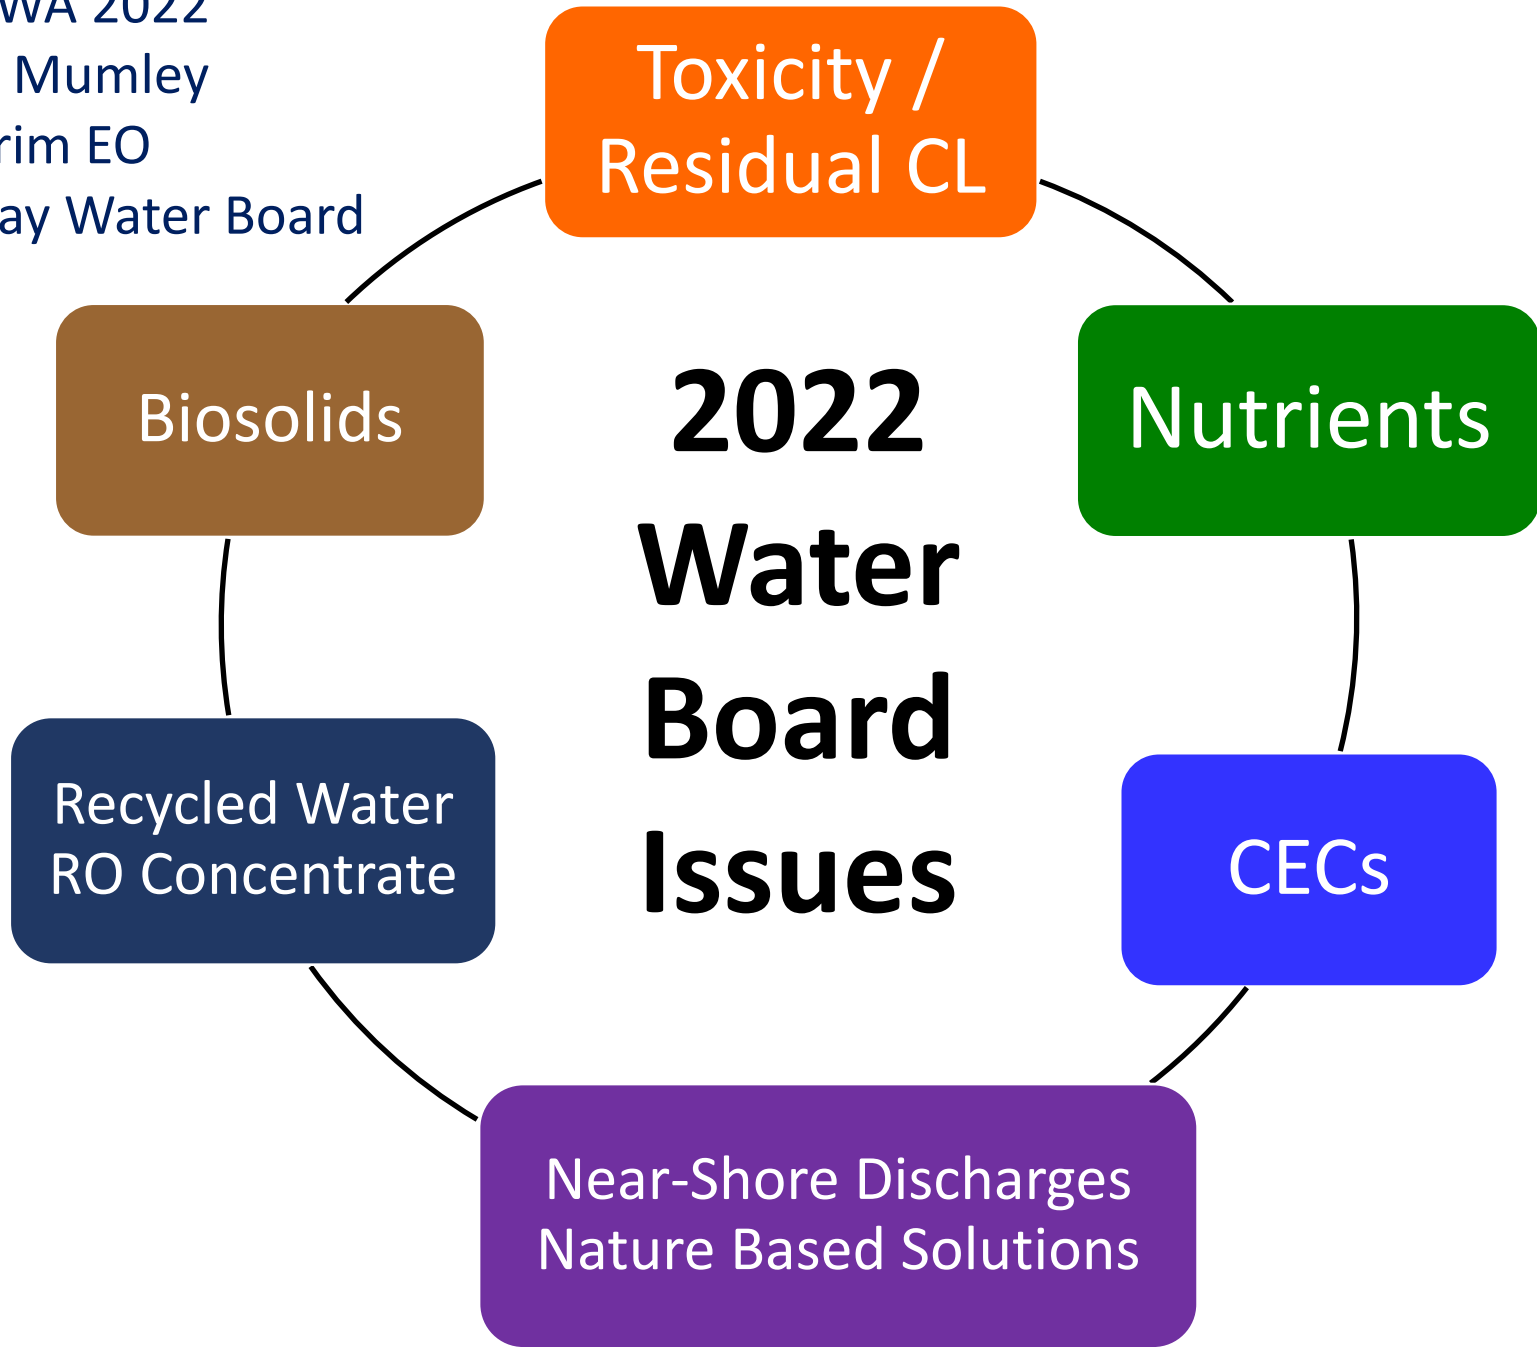 WA 2022
Mumley
rim EO
ay Water Board
Toxicity /
Residual CL
Biosolids
Nutrients
2022
Water
Board
Issues
Recycled Water
RO Concentrate
CECs
Near-Shore Discharges
Nature Based Solutions